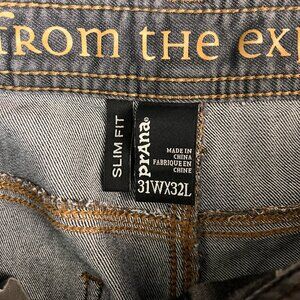 FROM THE EXP
SLIM FIT
prAna®
MADE IN
CHINA
FABRIQUE EN
CHINE
31WX32L